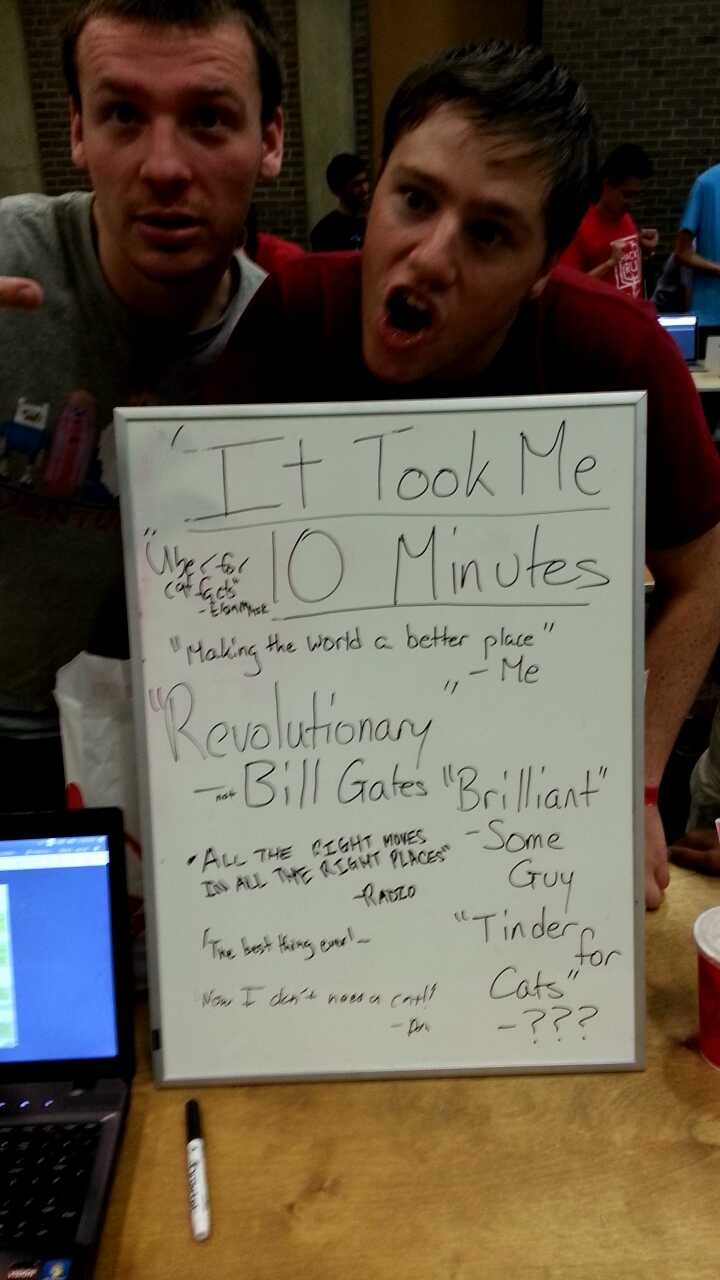 "It Took Me
10 Minutes
"Uber for
cat facts"
- Elon Musk
"Making the world a better place"
- Me
"Revolutionary"
- not Bill Gates
"Brilliant"
- Some
Guy
"ALL THE RIGHT MOVES
IN ALL THE RIGHT PLACES"
- RADIO
"Tinder for
Cats"
- ???
"The best thing ever! -
Now I don't need a cat!!